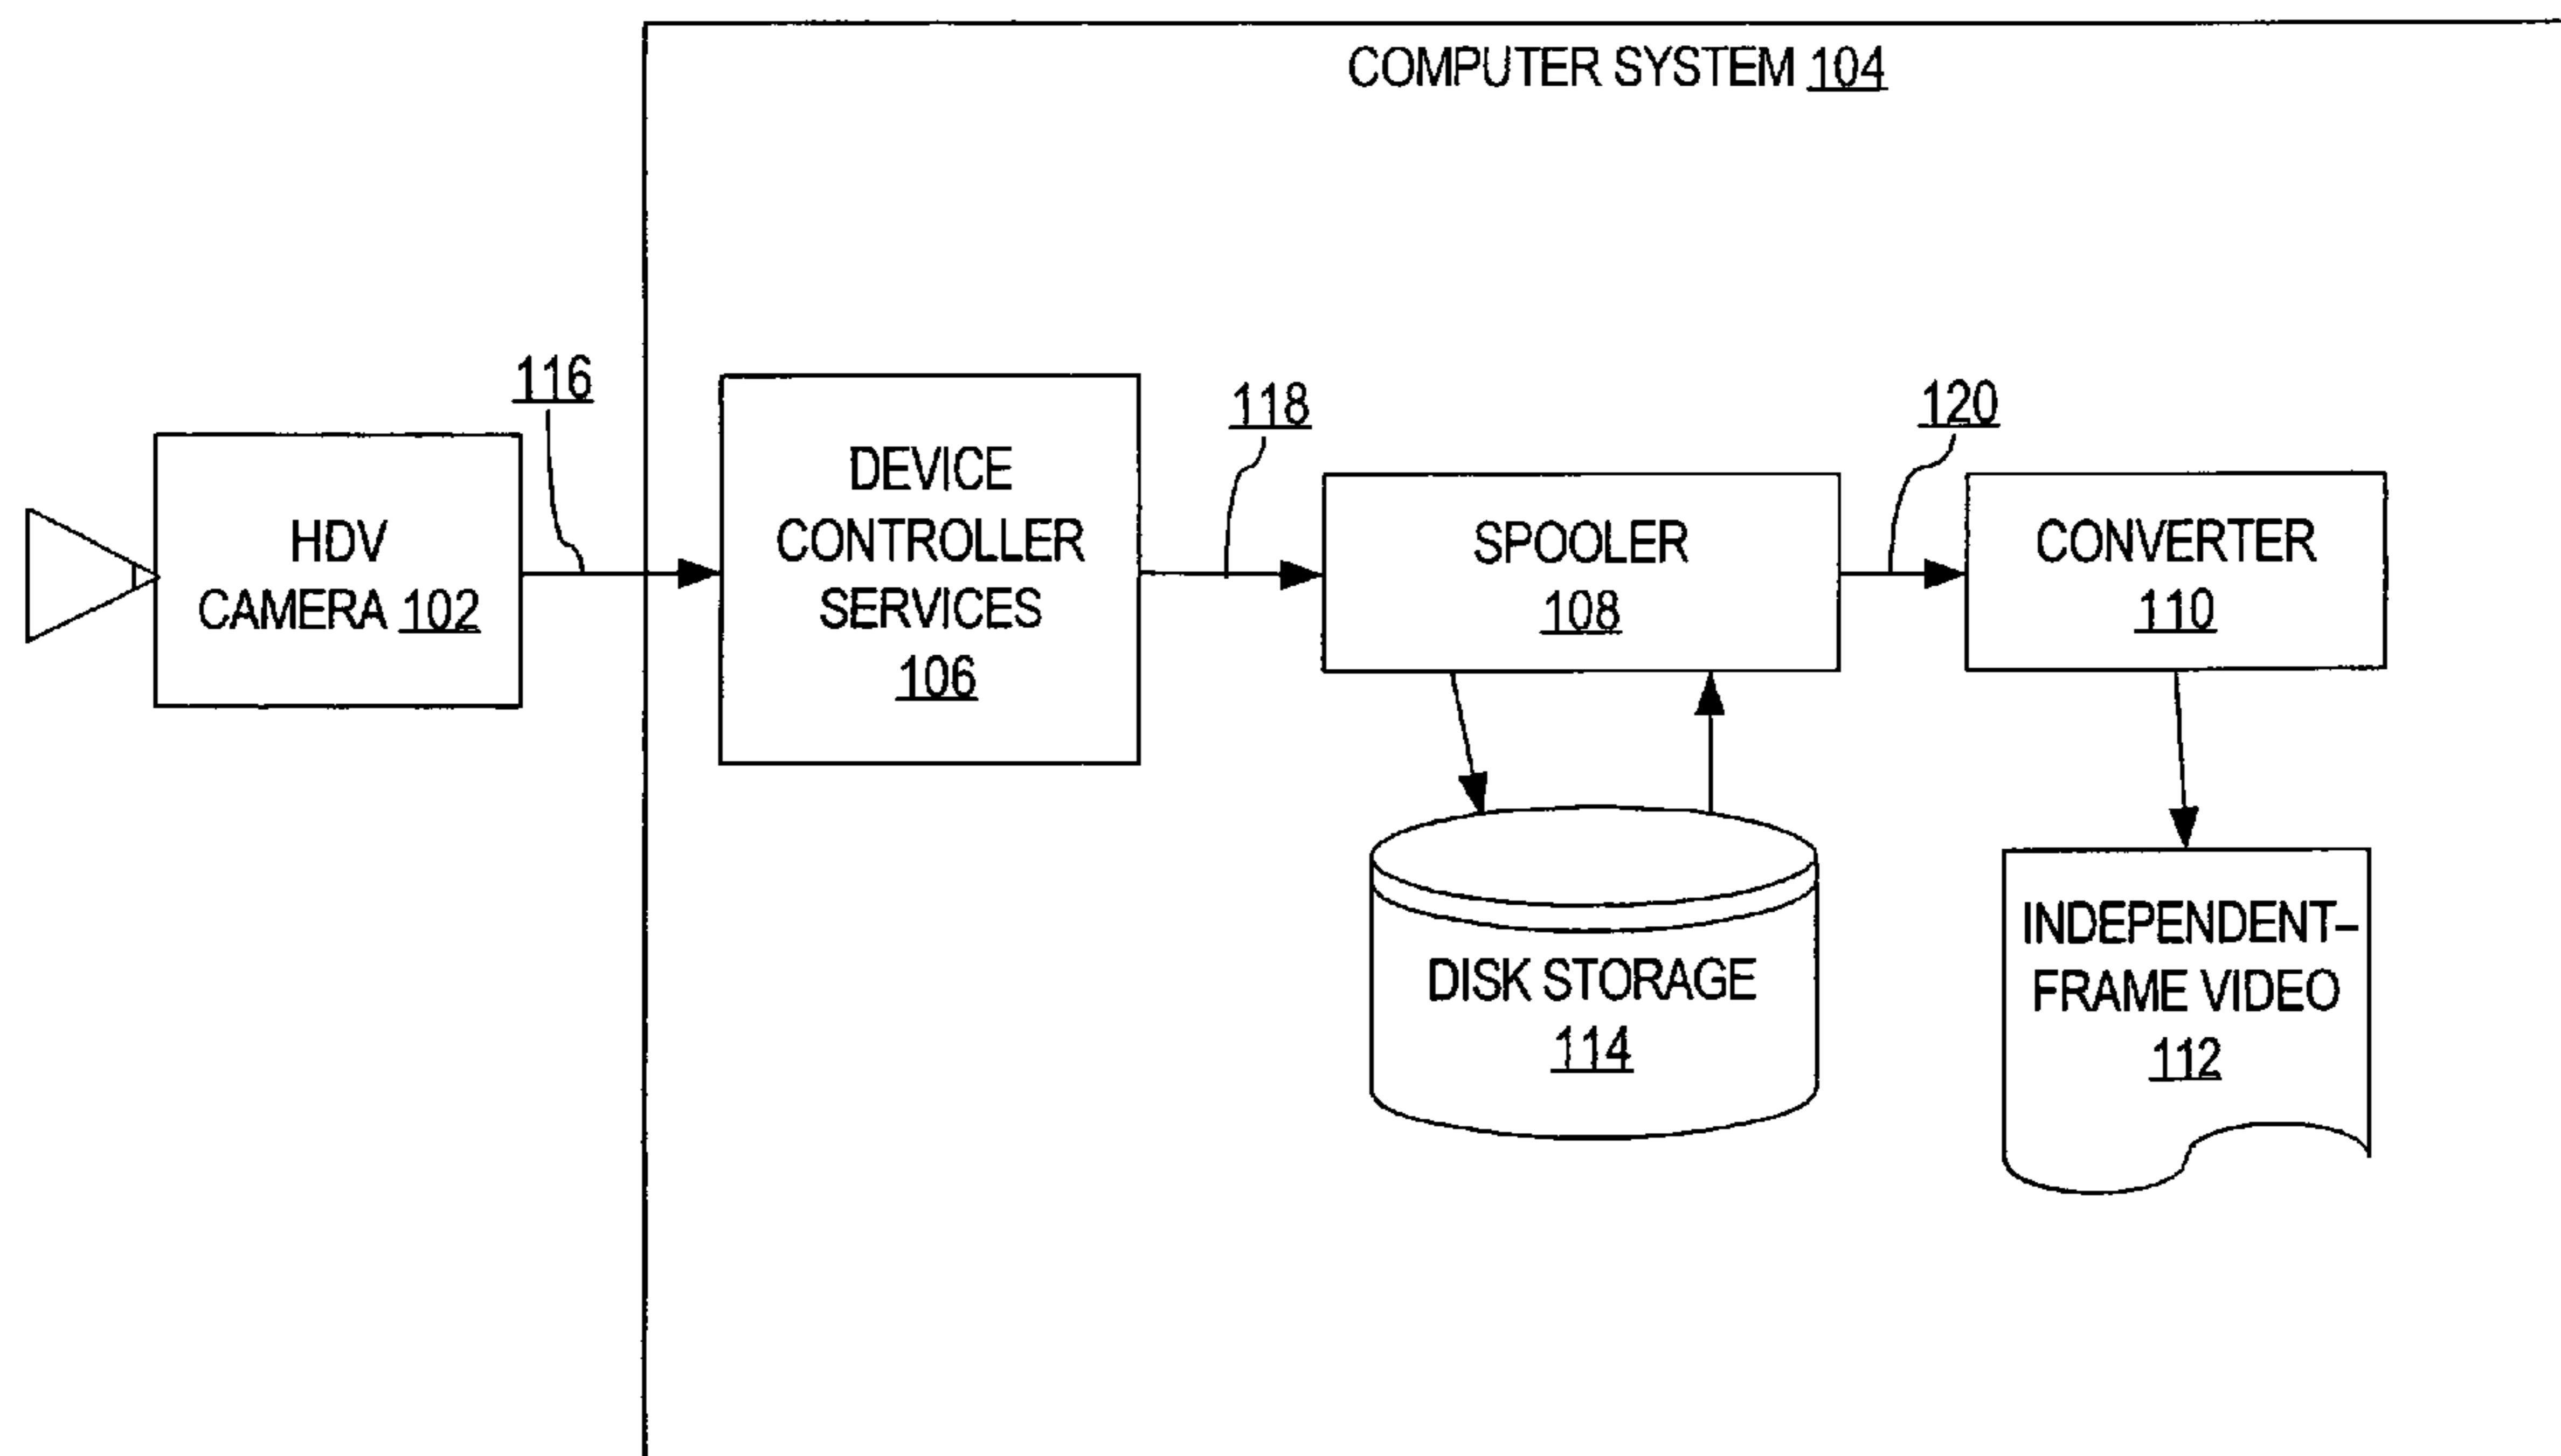 COMPUTER SYSTEM 104
116
118
120
HDV
CAMERA 102
DEVICE
CONTROLLER
SERVICES
106
SPOOLER
108
CONVERTER
110
DISK STORAGE
114
INDEPENDENT–
FRAME VIDEO
112